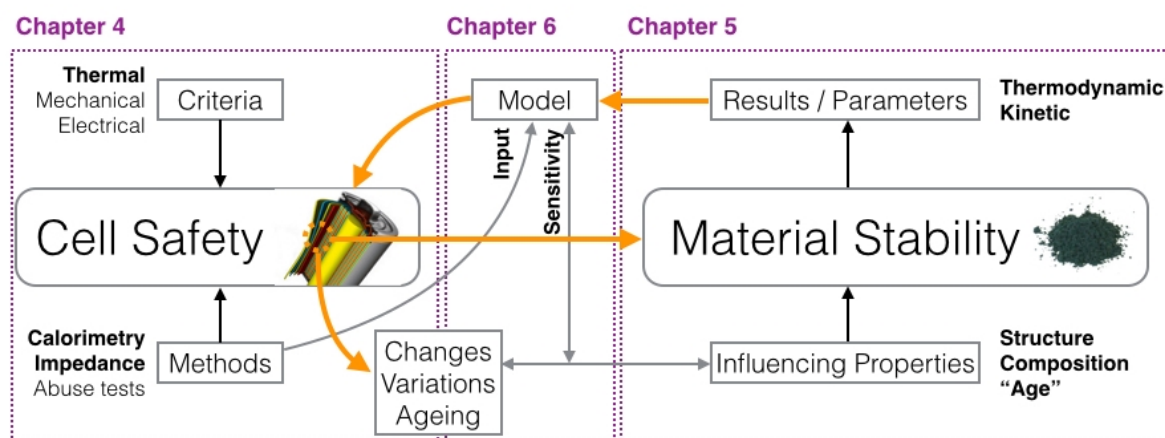 Chapter 4
Chapter 6
Chapter 5
Thermal
Mechanical
Electrical
Criteria
Model
Results / Parameters
Thermodynamic
Kinetic
Input
Sensitivity
Cell Safety
Material Stability
Calorimetry
Impedance
Abuse tests
Methods
Changes
Variations
Ageing
Influencing Properties
Structure
Composition
“Age”